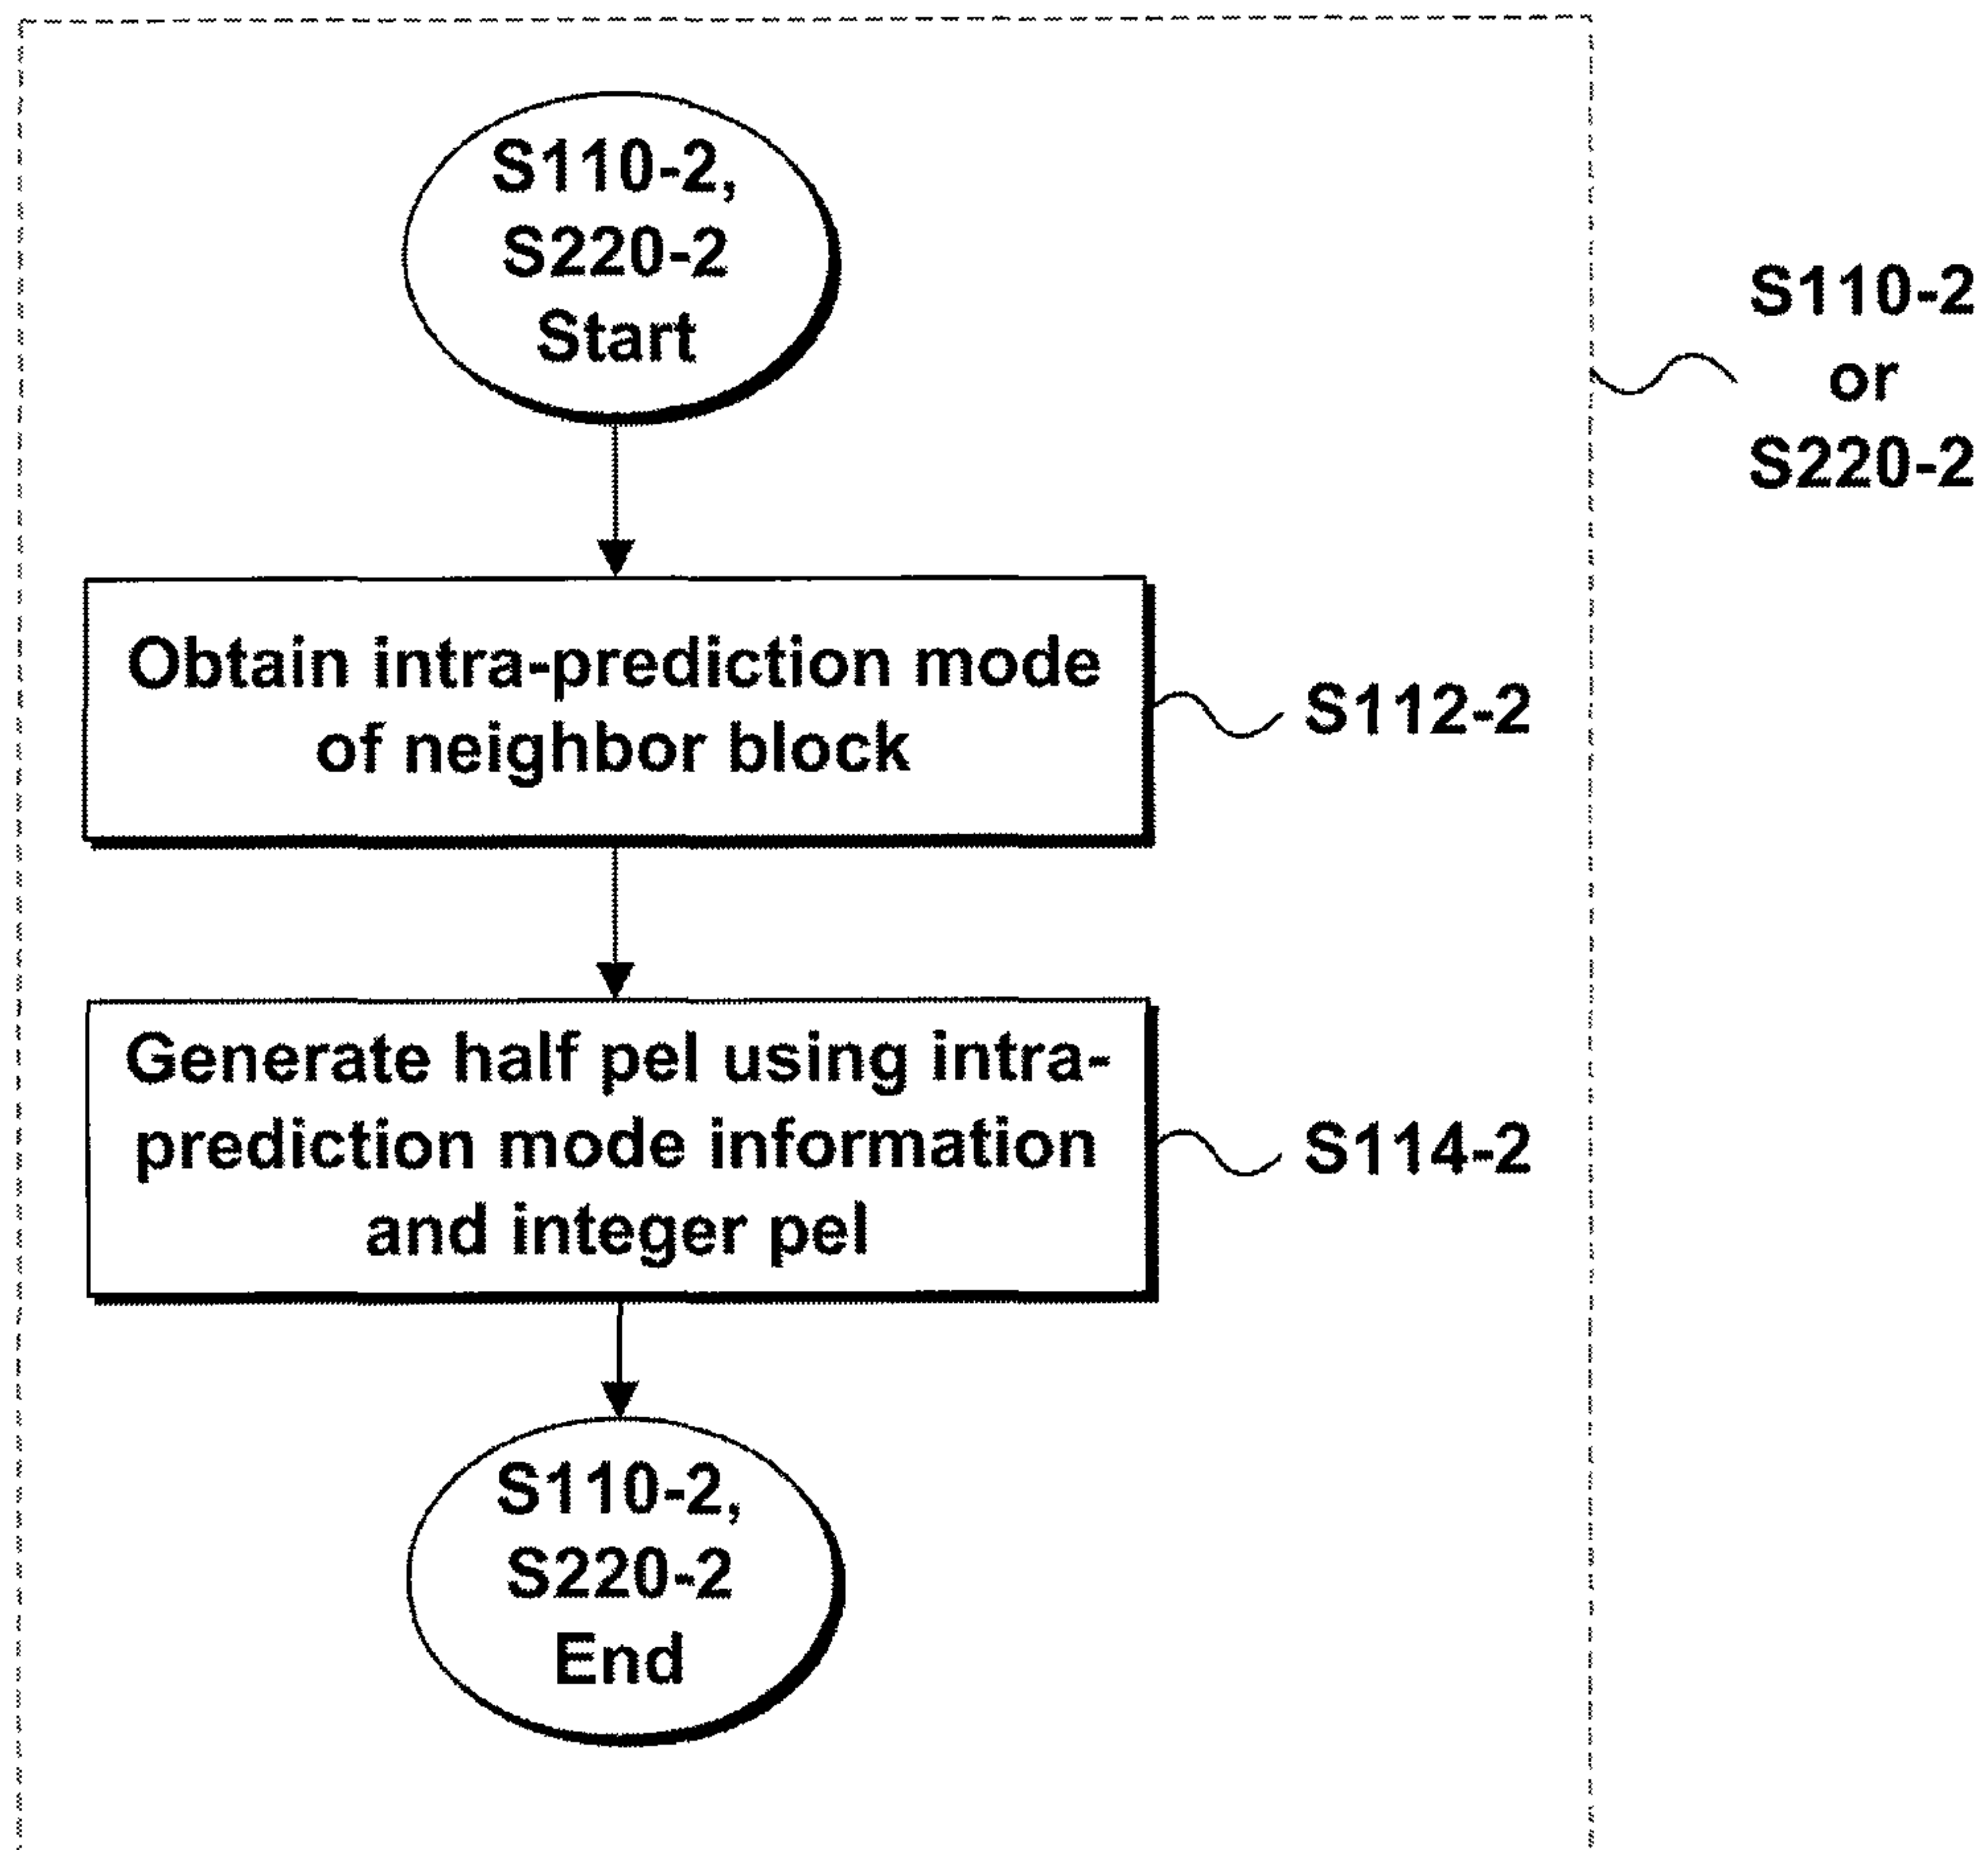 S110-2,
S220-2
Start
S110-2
or
S220-2
Obtain intra-prediction mode
of neighbor block
S112-2
Generate half pel using intra-
prediction mode information
and integer pel
S114-2
S110-2,
S220-2
End